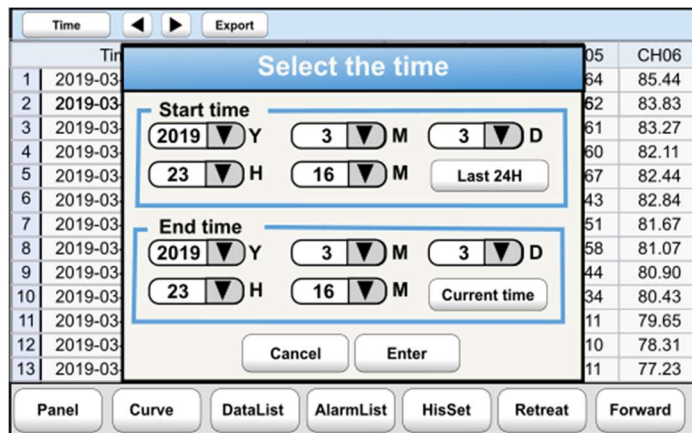 Time ◀ ▶ Export
Select the time
05 CH06
1 2019-03- 64 85.44
2 2019-03- 62 83.83
3 2019-03- 61 83.27
4 2019-03- 60 82.11
5 2019-03- 67 82.44
6 2019-03- 43 82.84
7 2019-03- 51 81.67
8 2019-03- 58 81.07
9 2019-03- 44 80.90
10 2019-03- 34 80.43
11 2019-03- 11 79.65
12 2019-03- 10 78.31
13 2019-03- 11 77.23
Start time
2019 Y 3 M 3 D
23 H 16 M Last 24H
End time
2019 Y 3 M 3 D
23 H 16 M Current time
Cancel Enter
Panel Curve DataList AlarmList HisSet Retreat Forward